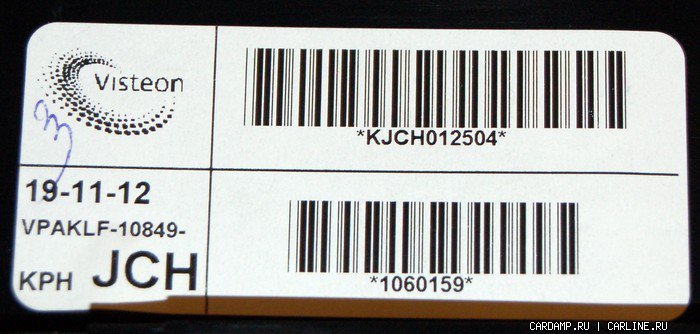 Visteon
*KJCH012504*
19-11-12
VPAKLF-10849-
KPH JCH
*1060159*
CARDAMP.RU | CARLINE.RU